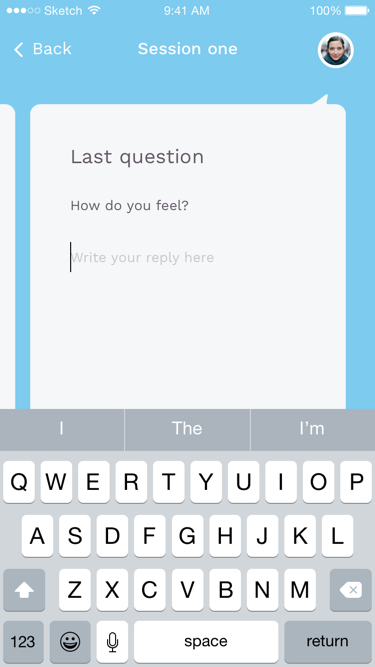 Sketch 9:41 AM 100%
Back Session one
Last question
How do you feel?
Write your reply here
I The I'm
Q W E R T Y U I O P
A S D F G H J K L
Z X C V B N M
123 space return